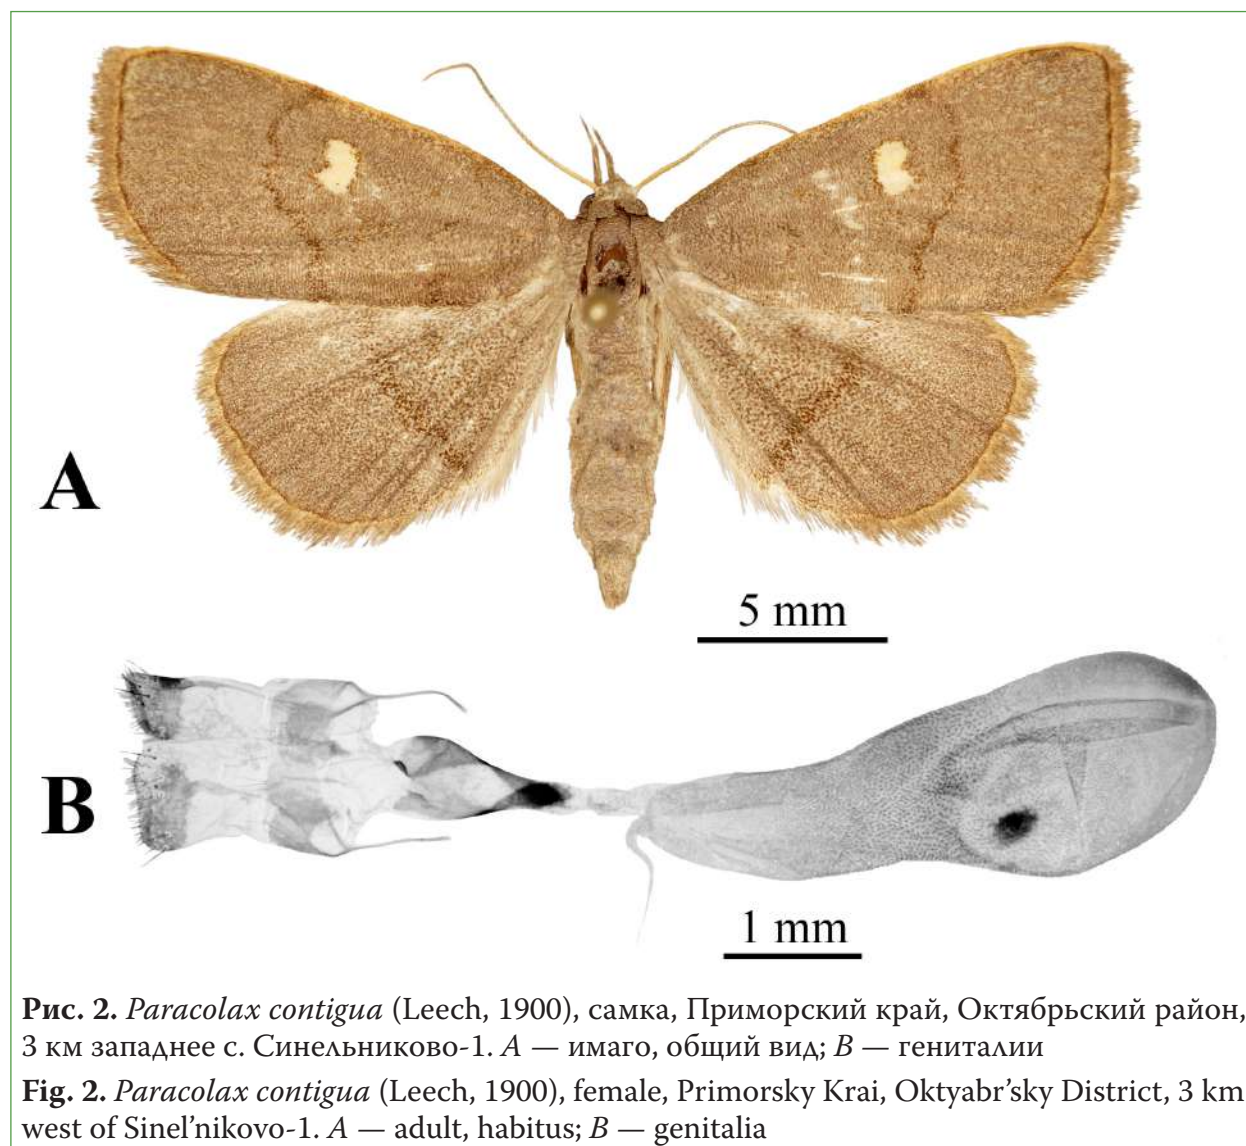 A
5 mm
B
1 mm
Рис. 2. Paracolax contigua (Leech, 1900), самка, Приморский край, Октябрьский район,
3 км западнее с. Синельниково-1. A — имаго, общий вид; B — гениталии
Fig. 2. Paracolax contigua (Leech, 1900), female, Primorsky Krai, Oktyabr’sky District, 3 km
west of Sinel’nikovo-1. A — adult, habitus; B — genitalia